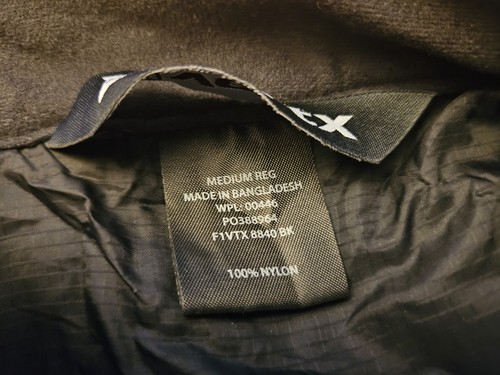 MEDIUM REG
MADE IN BANGLADESH
WPL: 00446
PO388964
F1VTX 8840 BK
100% NYLON